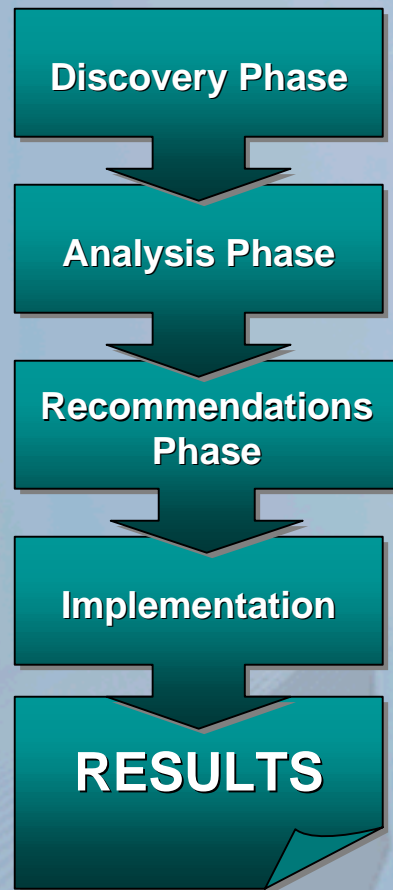 Discovery Phase
Analysis Phase
Recommendations
Phase
Implementation
RESULTS